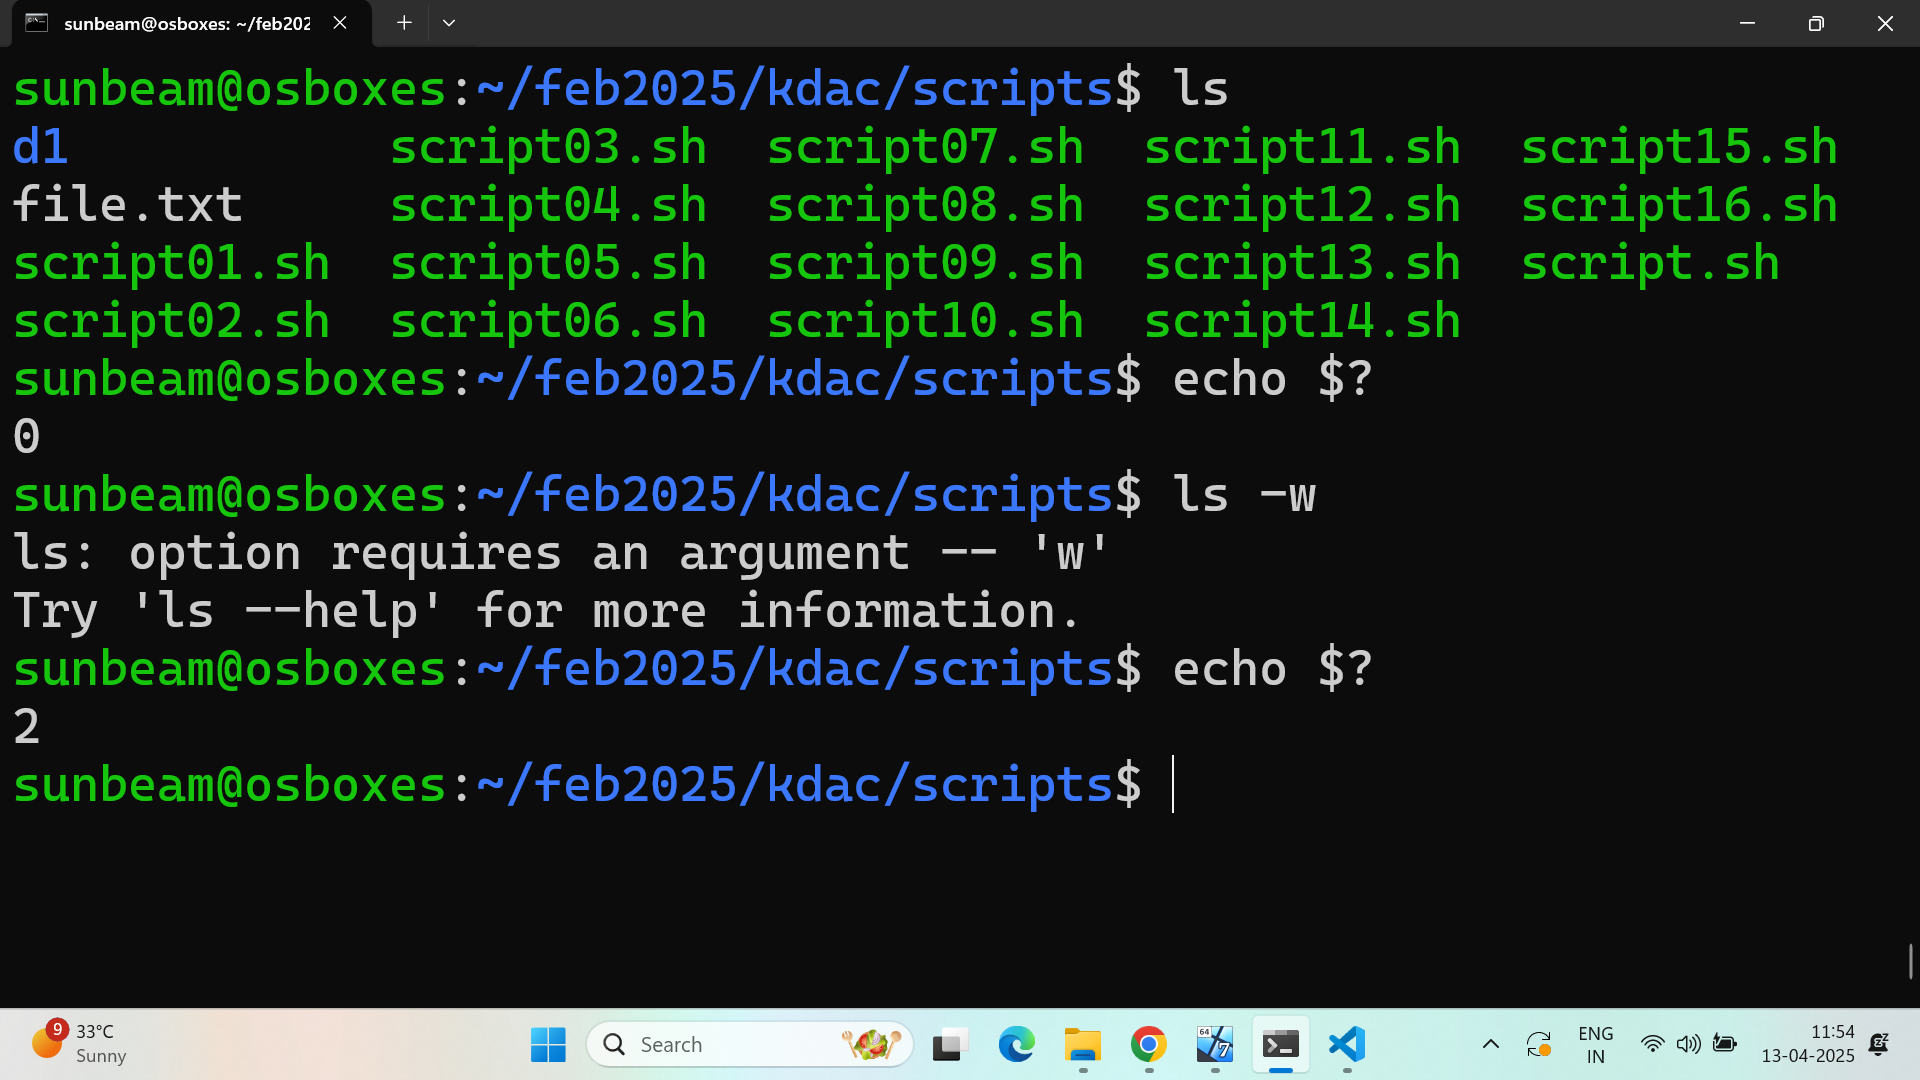 sunbeam@osboxes: ~/feb202
sunbeam@osboxes:~/feb2025/kdac/scripts$ ls
d1 script03.sh script07.sh script11.sh script15.sh
file.txt script04.sh script08.sh script12.sh script16.sh
script01.sh script05.sh script09.sh script13.sh script.sh
script02.sh script06.sh script10.sh script14.sh
sunbeam@osboxes:~/feb2025/kdac/scripts$ echo $?
0
sunbeam@osboxes:~/feb2025/kdac/scripts$ ls -w
ls: option requires an argument -- 'w'
Try 'ls --help' for more information.
sunbeam@osboxes:~/feb2025/kdac/scripts$ echo $?
2
sunbeam@osboxes:~/feb2025/kdac/scripts$
9
33°C
Sunny
Search
64
7
ENG
IN
11:54
13-04-2025